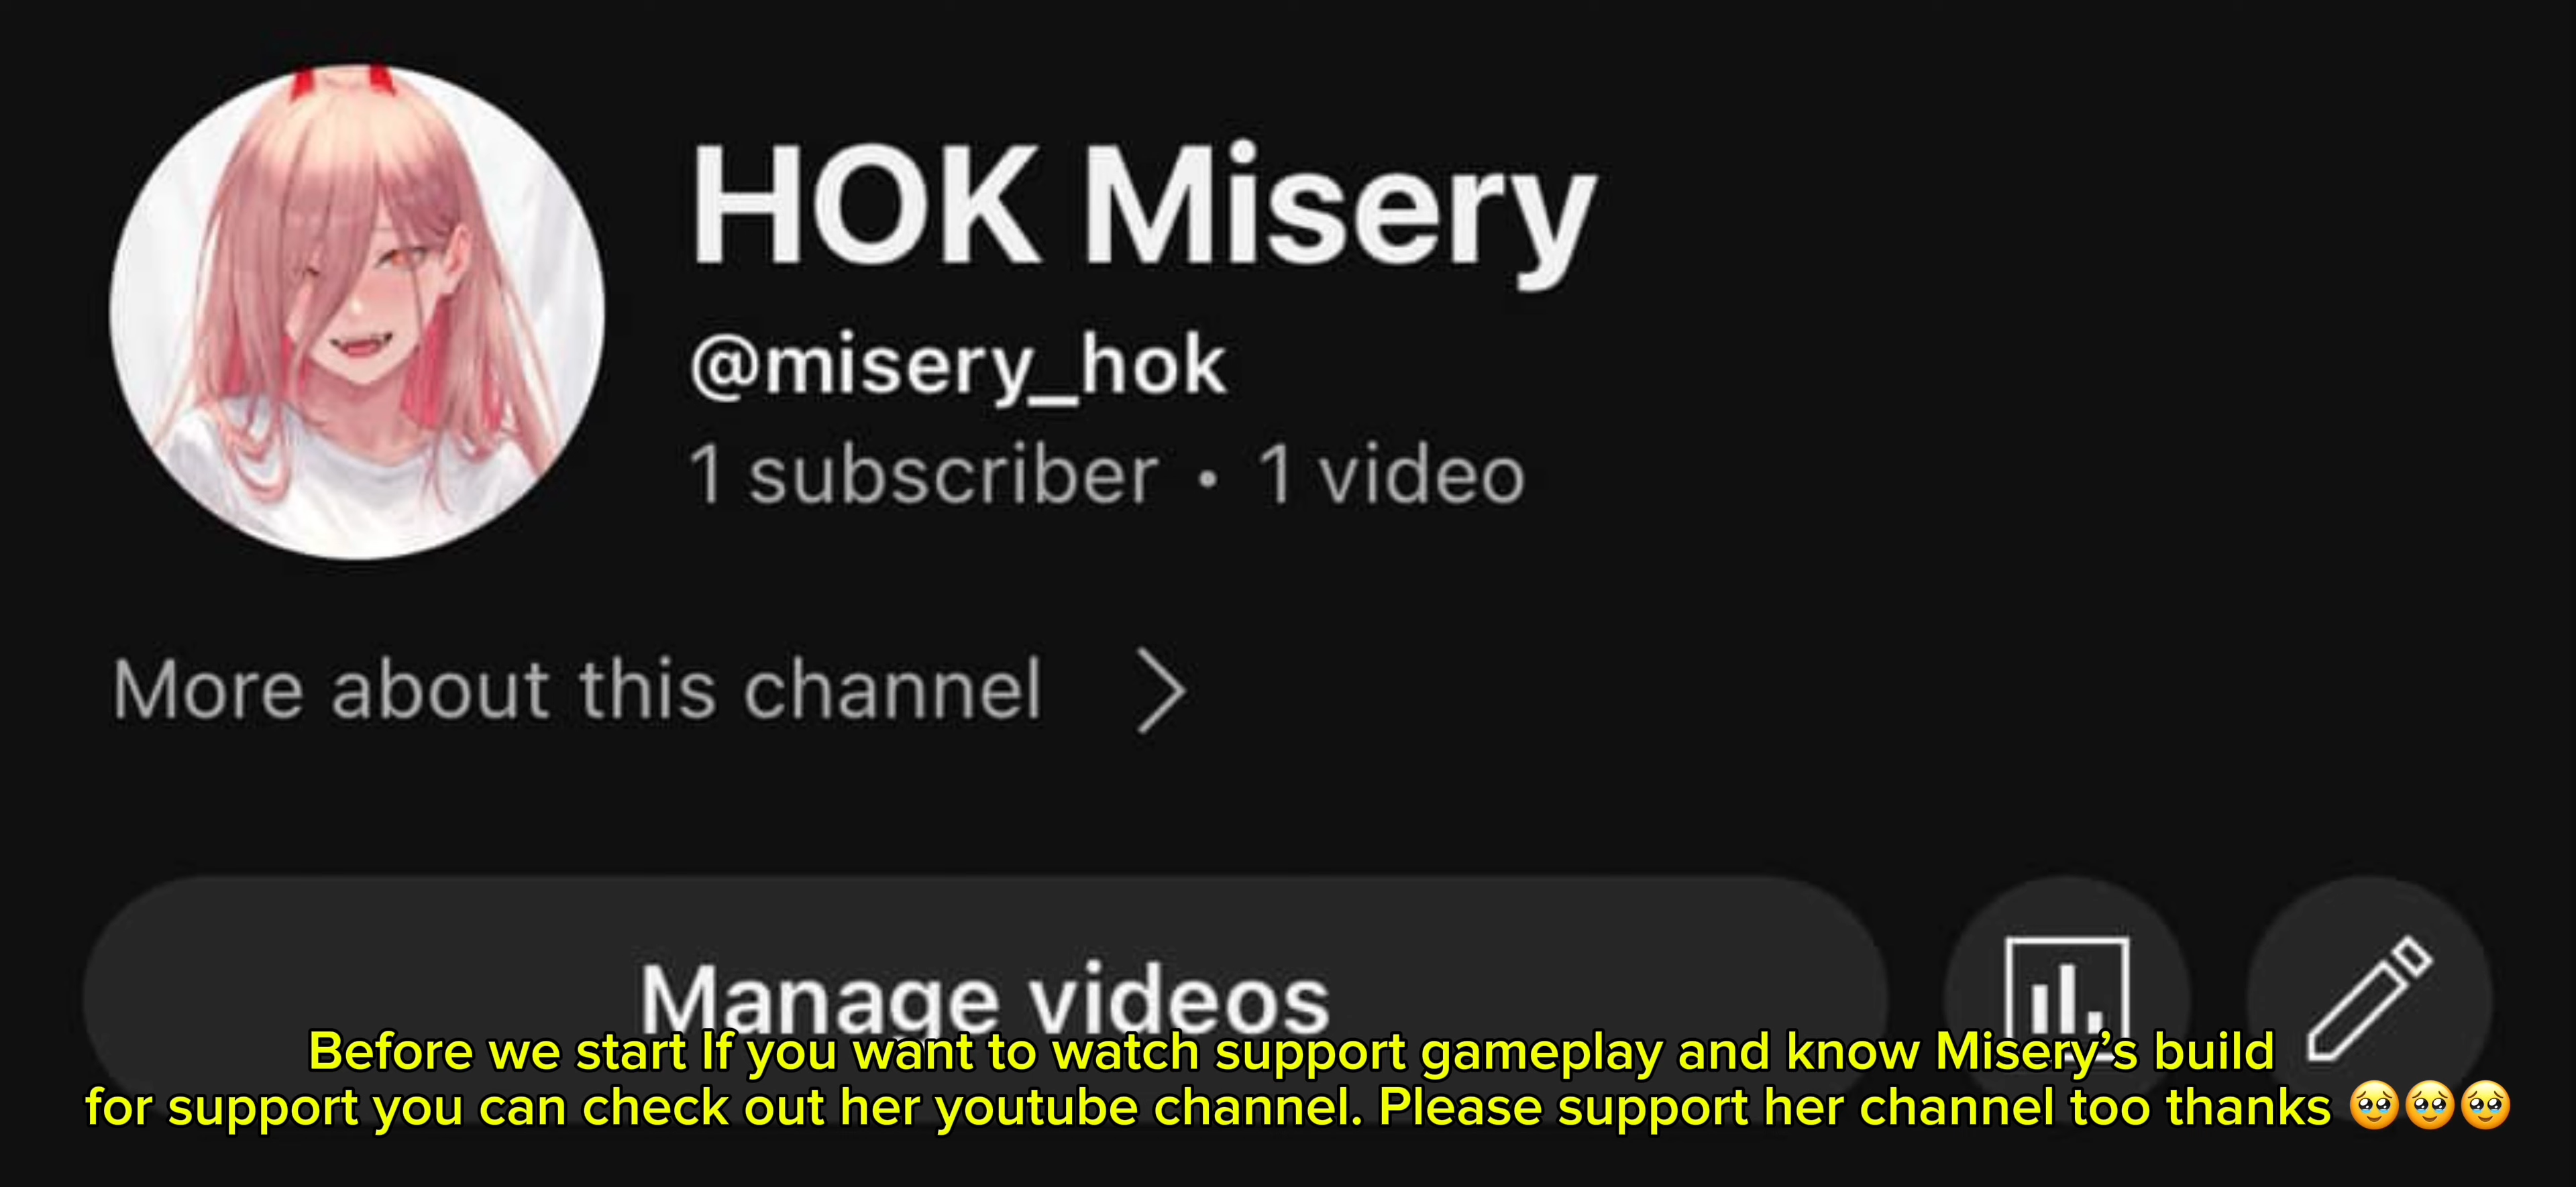 HOK Misery
@misery_hok
1 subscriber • 1 video
More about this channel
Manage videos
Before we start If you want to watch support gameplay and know Misery’s build
for support you can check out her youtube channel. Please support her channel too thanks 🥹🥹🥹